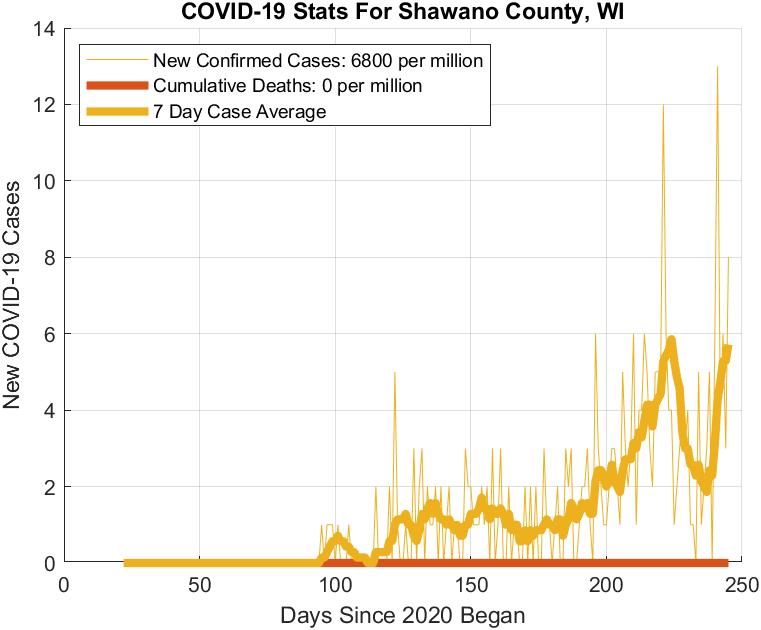 COVID-19 Stats For Shawano County, WI
New Confirmed Cases: 6800 per million
Cumulative Deaths: 0 per million
7 Day Case Average
New COVID-19 Cases
14
12
10
8
6
4
2
0
0 50 100 150 200 250
Days Since 2020 Began